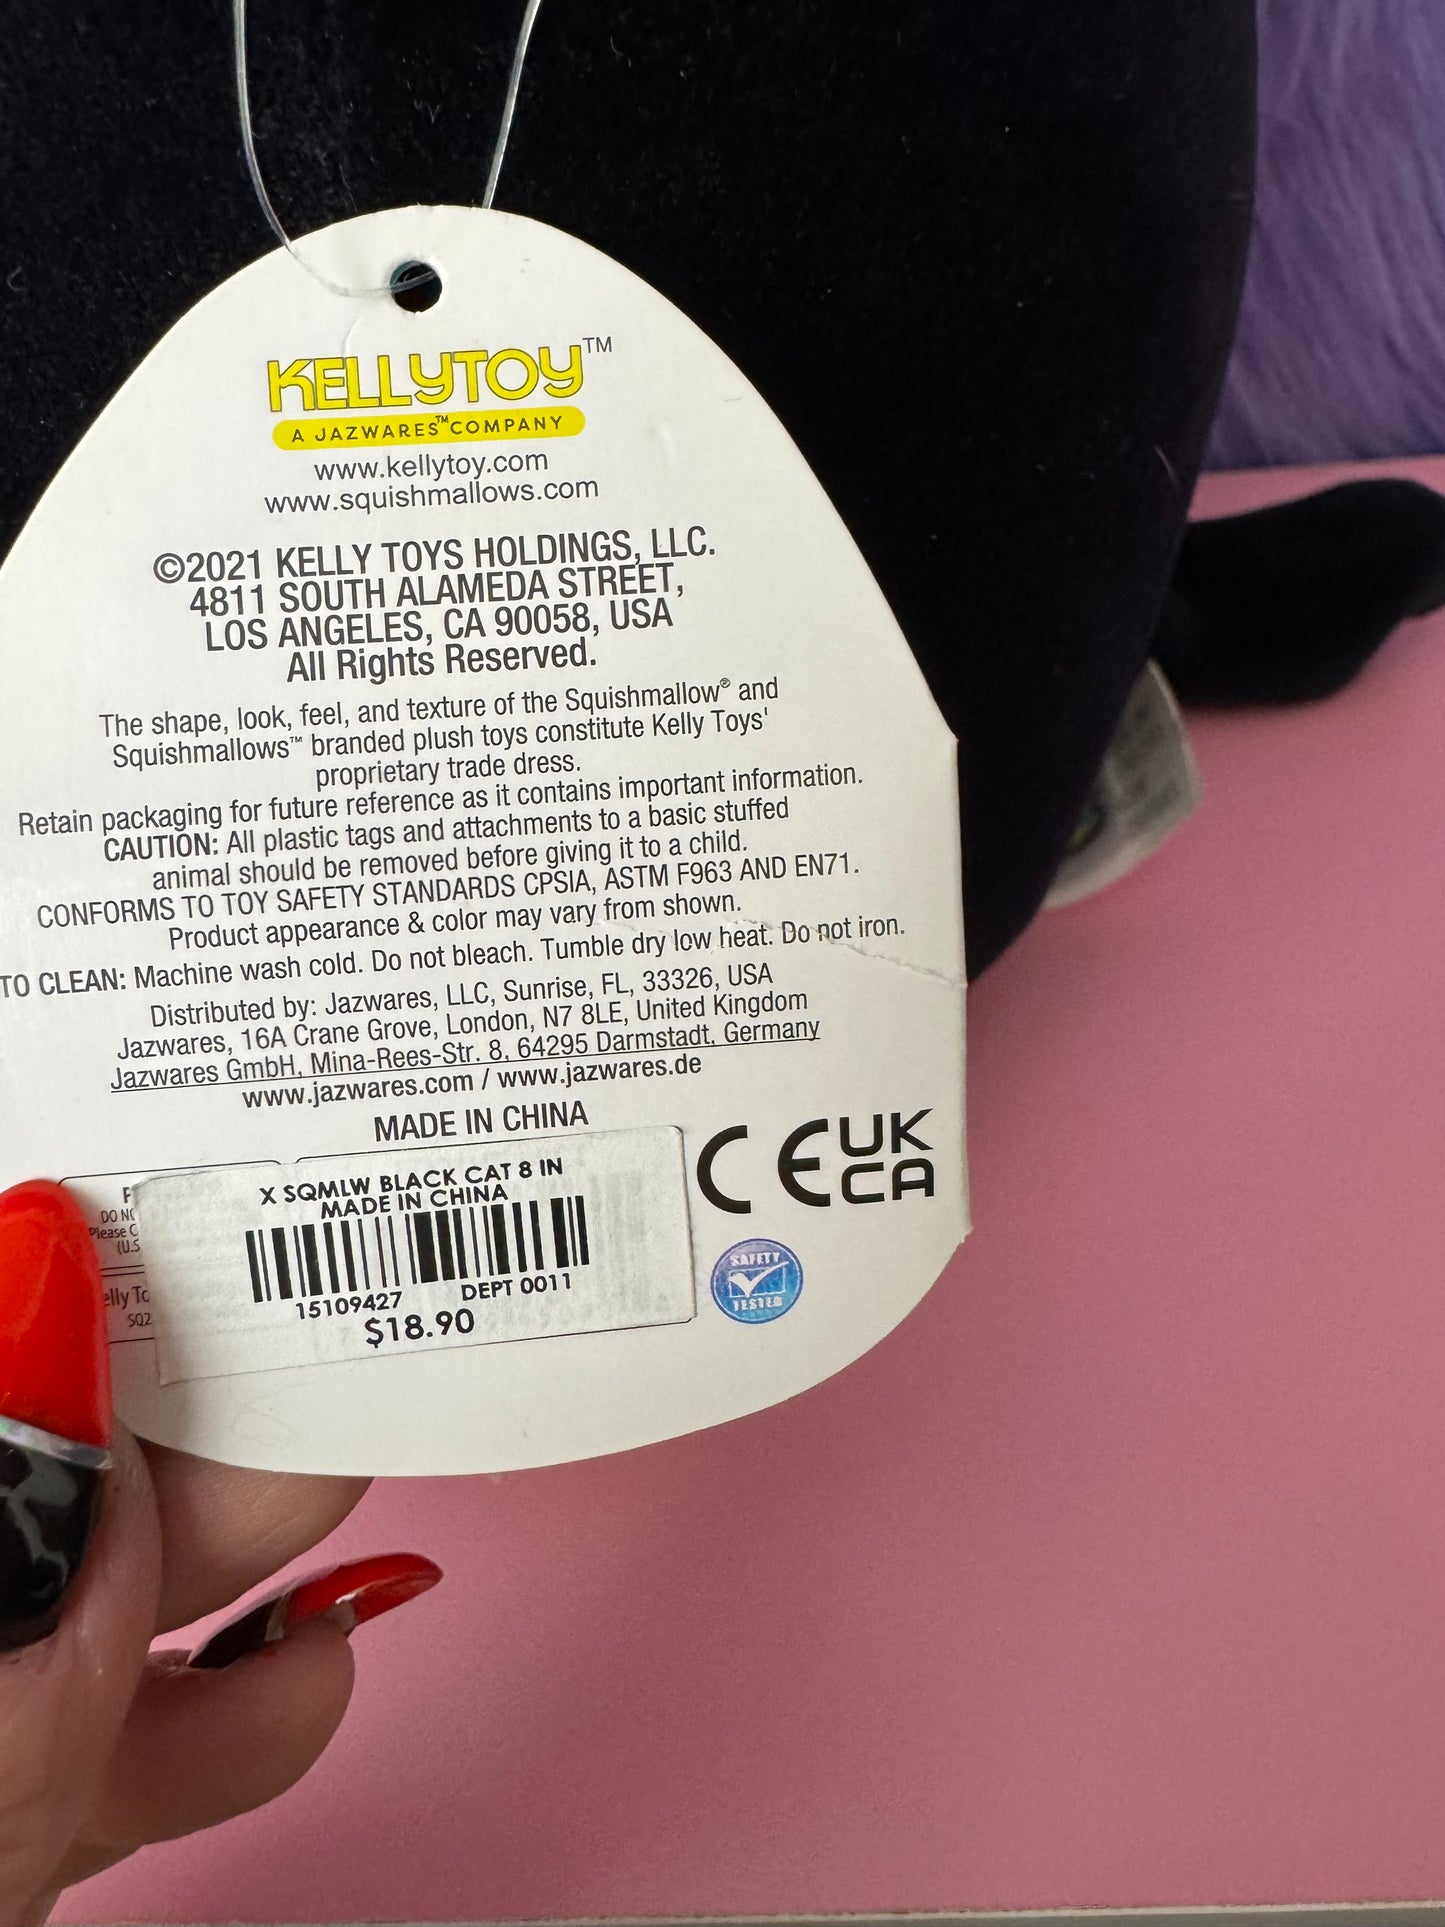 KELLYTOY™
A JAZWARES™ COMPANY
www.kellytoy.com
www.squishmallows.com
©2021 KELLY TOYS HOLDINGS, LLC.
4811 SOUTH ALAMEDA STREET,
LOS ANGELES, CA 90058, USA
All Rights Reserved.
The shape, look, feel, and texture of the Squishmallow® and
Squishmallows™ branded plush toys constitute Kelly Toys'
proprietary trade dress.
Retain packaging for future reference as it contains important information.
CAUTION: All plastic tags and attachments to a basic stuffed
animal should be removed before giving it to a child.
CONFORMS TO TOY SAFETY STANDARDS CPSIA, ASTM F963 AND EN71.
Product appearance & color may vary from shown.
TO CLEAN: Machine wash cold. Do not bleach. Tumble dry low heat. Do not iron.
Distributed by: Jazwares, LLC, Sunrise, FL, 33326, USA
Jazwares, 16A Crane Grove, London, N7 8LE, United Kingdom
Jazwares GmbH, Mina-Rees-Str. 8, 64295 Darmstadt, Germany
www.jazwares.com / www.jazwares.de
MADE IN CHINA
CE UK
CA
X SQMLW BLACK CAT 8 IN
MADE IN CHINA
15109427 DEPT 0011
$18.90
DO NO
Please C
(U.S
elly To
SQ2
SAFETY
TESTED